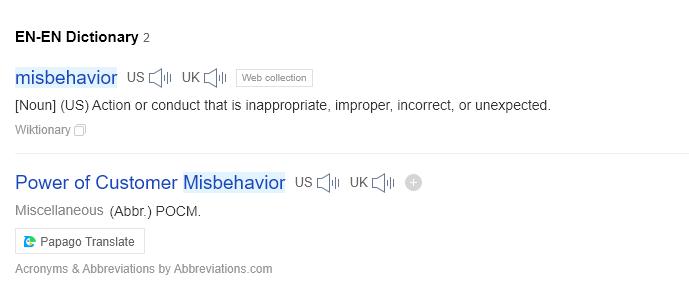 EN-EN Dictionary 2
misbehavior US UK Web collection
[Noun] (US) Action or conduct that is inappropriate, improper, incorrect, or unexpected.
Wiktionary
Power of Customer Misbehavior US UK
Miscellaneous (Abbr.) POCM.
Papago Translate
Acronyms & Abbreviations by Abbreviations.com